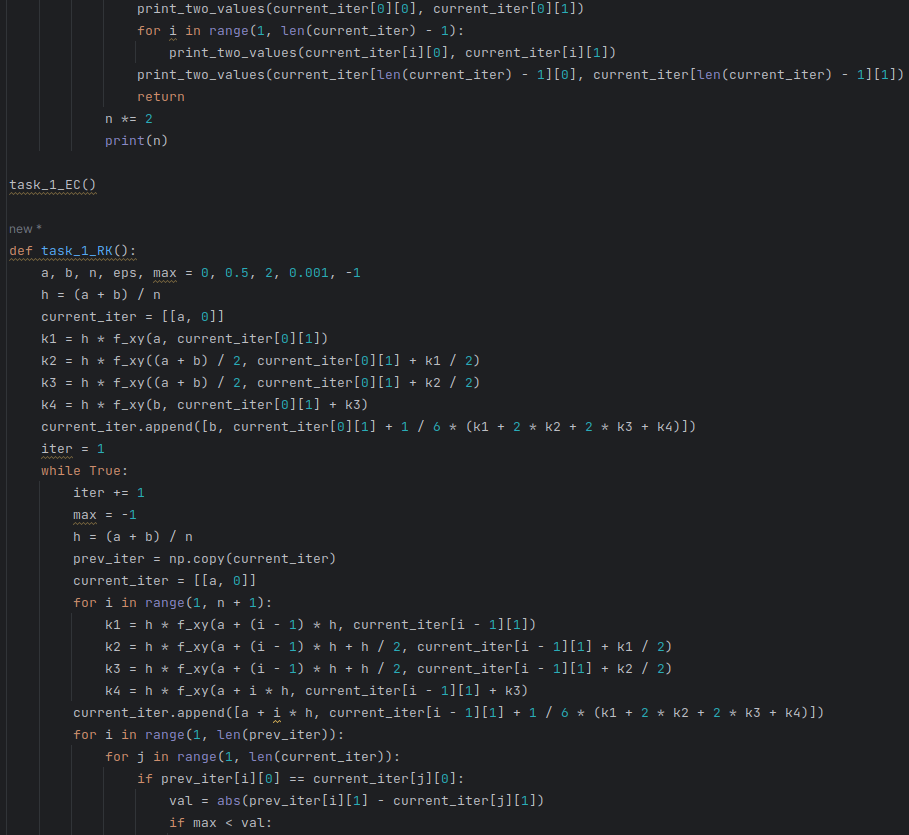 print_two_values(current_iter[0][0], current_iter[0][1])
for i in range(1, len(current_iter) - 1):
print_two_values(current_iter[i][0], current_iter[i][1])
print_two_values(current_iter[len(current_iter) - 1][0], current_iter[len(current_iter) - 1][1])
return
n *= 2
print(n)
task_1_EC()
new *
def task_1_RK():
a, b, n, eps, max = 0, 0.5, 2, 0.001, -1
h = (a + b) / n
current_iter = [[a, 0]]
k1 = h * f_xy(a, current_iter[0][1])
k2 = h * f_xy((a + b) / 2, current_iter[0][1] + k1 / 2)
k3 = h * f_xy((a + b) / 2, current_iter[0][1] + k2 / 2)
k4 = h * f_xy(b, current_iter[0][1] + k3)
current_iter.append([b, current_iter[0][1] + 1 / 6 * (k1 + 2 * k2 + 2 * k3 + k4)])
iter = 1
while True:
iter += 1
max = -1
h = (a + b) / n
prev_iter = np.copy(current_iter)
current_iter = [[a, 0]]
for i in range(1, n + 1):
k1 = h * f_xy(a + (i - 1) * h, current_iter[i - 1][1])
k2 = h * f_xy(a + (i - 1) * h + h / 2, current_iter[i - 1][1] + k1 / 2)
k3 = h * f_xy(a + (i - 1) * h + h / 2, current_iter[i - 1][1] + k2 / 2)
k4 = h * f_xy(a + i * h, current_iter[i - 1][1] + k3)
current_iter.append([a + i * h, current_iter[i - 1][1] + 1 / 6 * (k1 + 2 * k2 + 2 * k3 + k4)])
for i in range(1, len(prev_iter)):
for j in range(1, len(current_iter)):
if prev_iter[i][0] == current_iter[j][0]:
val = abs(prev_iter[i][1] - current_iter[j][1])
if max < val: